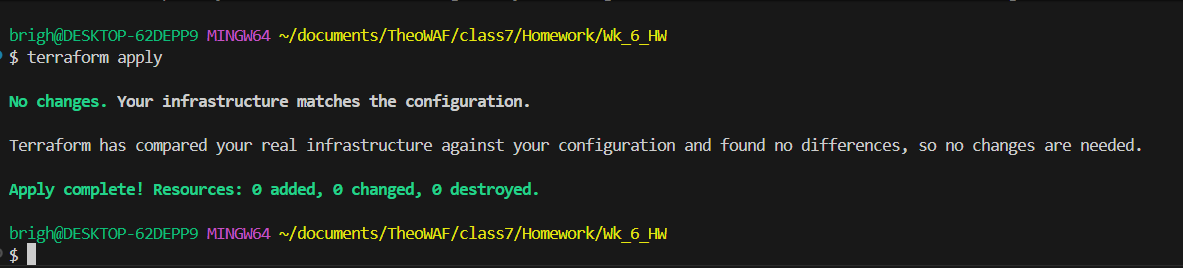 brigh@DESKTOP-62DEPP9 MINGW64 ~/documents/TheoWAF/class7/Homework/Wk_6_HW
$ terraform apply
No changes. Your infrastructure matches the configuration.
Terraform has compared your real infrastructure against your configuration and found no differences, so no changes are needed.
Apply complete! Resources: 0 added, 0 changed, 0 destroyed.
brigh@DESKTOP-62DEPP9 MINGW64 ~/documents/TheoWAF/class7/Homework/Wk_6_HW
$